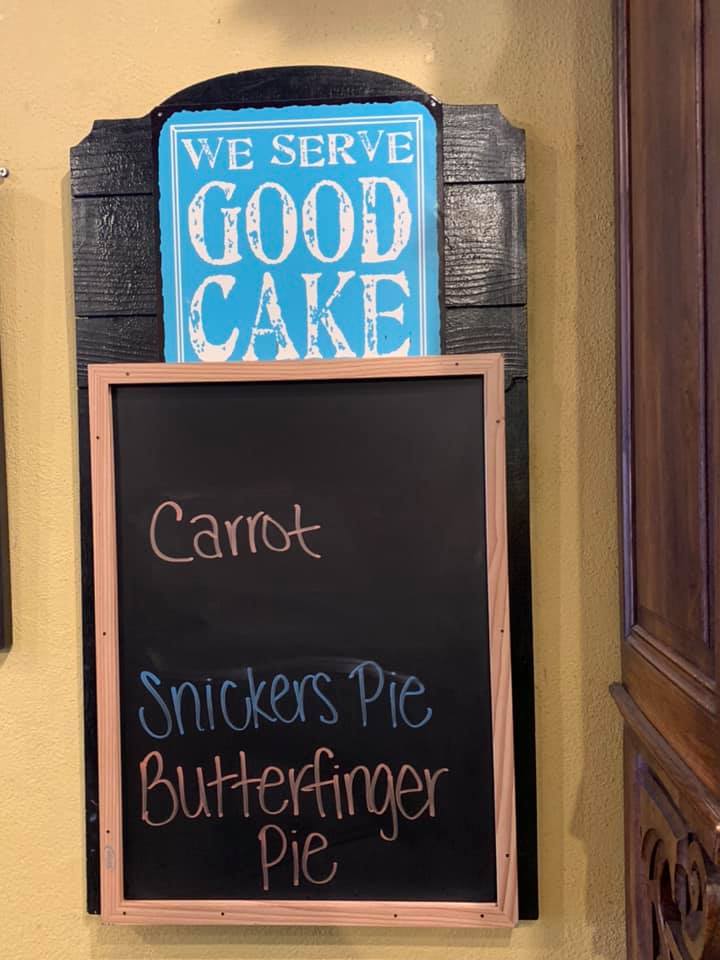 WE SERVE
GOOD
CAKE
Carrot
Snickers Pie
Butterfinger
Pie